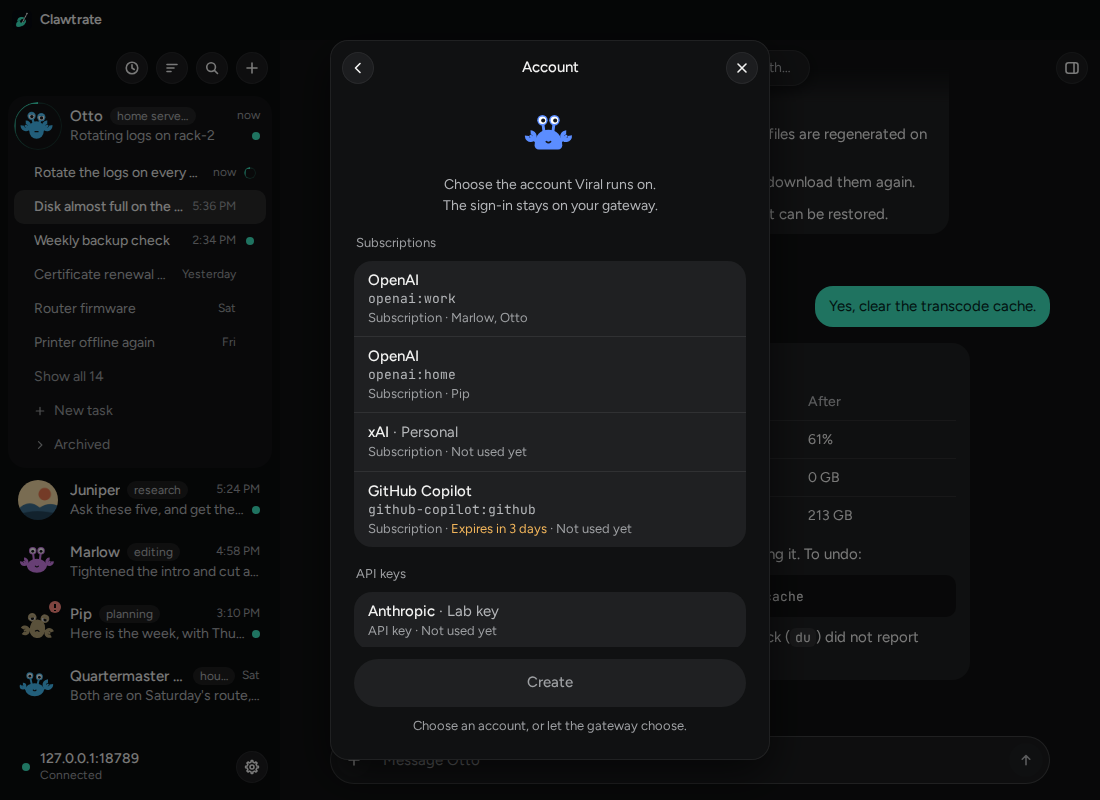 Clawtrate
Otto
home serve...
now
Rotating logs on rack-2
Rotate the logs on every ...
now
Disk almost full on the ...
5:36 PM
Weekly backup check
2:34 PM
Certificate renewal ...
Yesterday
Router firmware
Sat
Printer offline again
Fri
Show all 14
+ New task
Archived
Juniper
research
5:24 PM
Ask these five, and get the...
Marlow
editing
4:58 PM
Tightened the intro and cut a...
Pip
planning
3:10 PM
Here is the week, with Thu...
Quartermaster ...
hou...
Sat
Both are on Saturday's route,...
127.0.0.1:18789
Connected
Account
Choose the account Viral runs on.
The sign-in stays on your gateway.
Subscriptions
OpenAI
openai:work
Subscription · Marlow, Otto
OpenAI
openai:home
Subscription · Pip
xAI · Personal
Subscription · Not used yet
GitHub Copilot
github-copilot:github
Subscription · Expires in 3 days · Not used yet
API keys
Anthropic · Lab key
API key · Not used yet
Create
Choose an account, or let the gateway choose.
th...
files are regenerated on
download them again.
t can be restored.
Yes, clear the transcode cache.
After
61%
0 GB
213 GB
ng it. To undo:
cache
ck ( du ) did not report
Message Otto